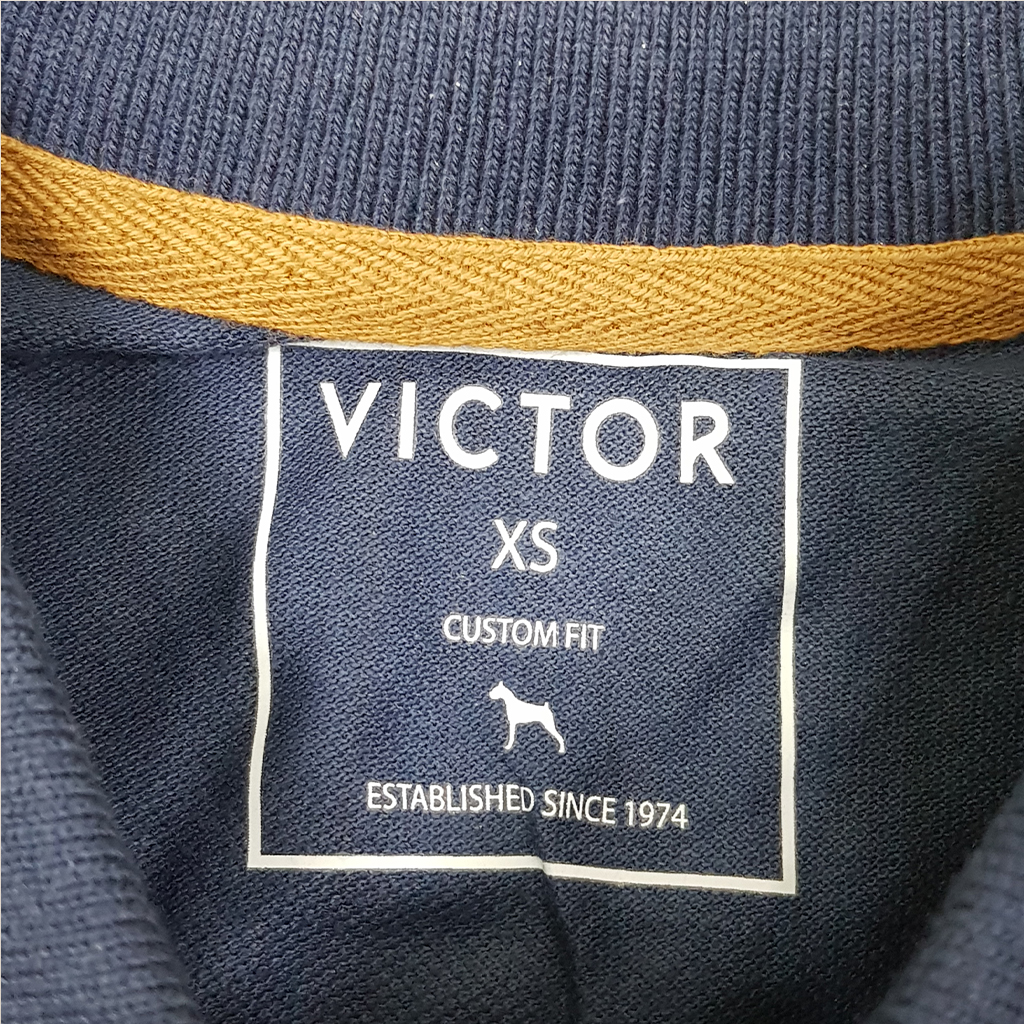 VICTOR
XS
CUSTOM FIT
ESTABLISHED SINCE 1974